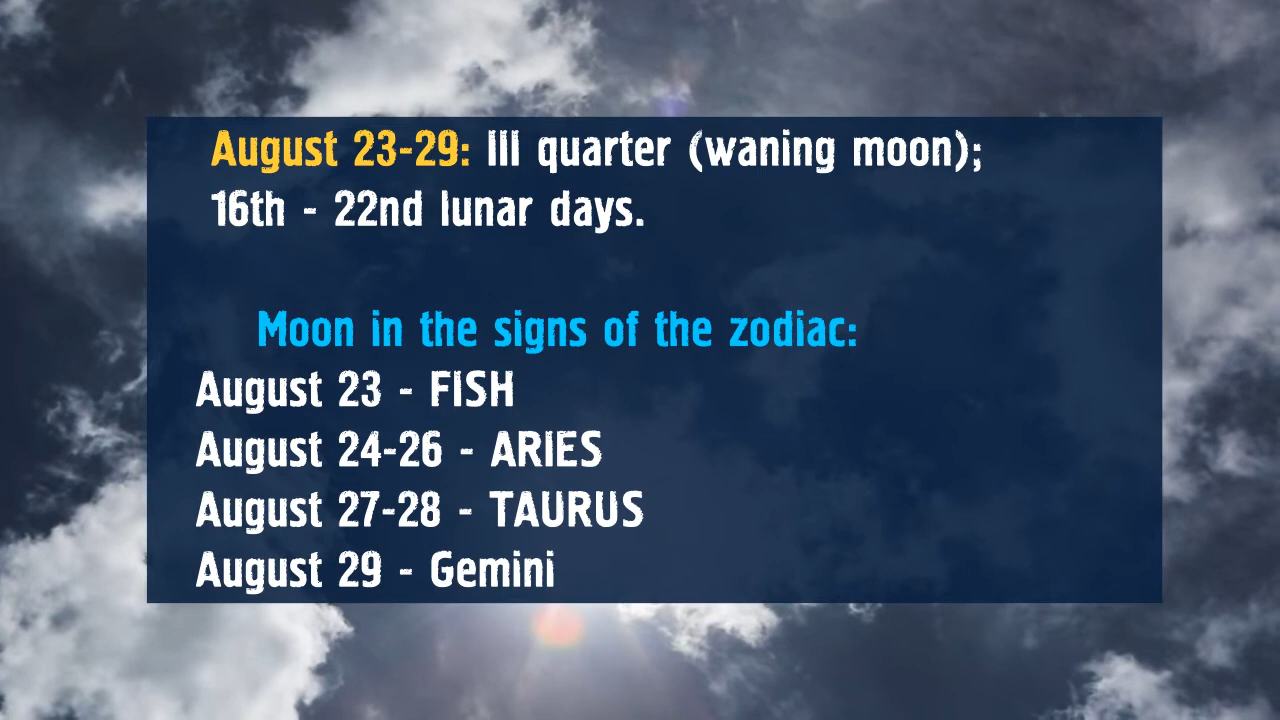 August 23-29: III quarter (waning moon);
16th - 22nd lunar days.
Moon in the signs of the zodiac:
August 23 - FISH
August 24-26 - ARIES
August 27-28 - TAURUS
August 29 - Gemini